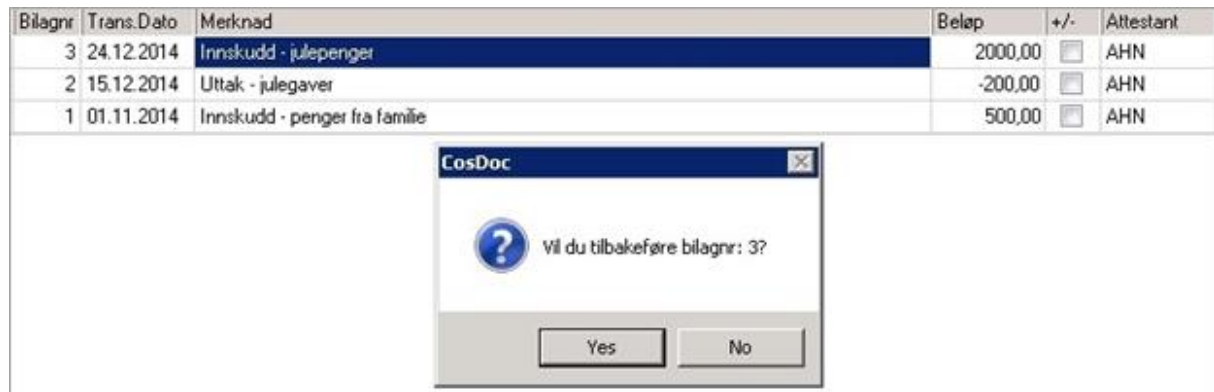 Bilagnr Trans.Dato Merknad Beløp +/- Attestant
3 24.12.2014 Innskudd - julepenger 2000,00 AHN
2 15.12.2014 Uttak - julegaver -200,00 AHN
1 01.11.2014 Innskudd - penger fra familie 500,00 AHN
CosDoc
Vil du tilbakeføre bilagnr: 3?
Yes No